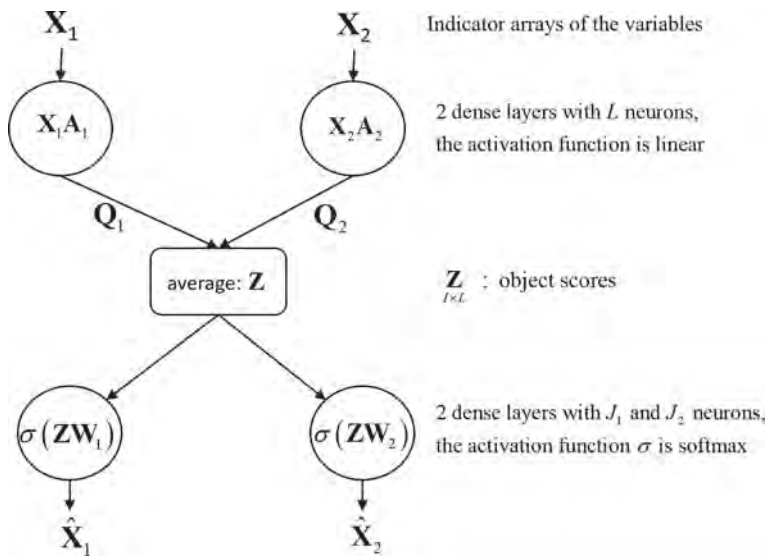 X₁ X₂ Indicator arrays of the variables
X₁A₁ X₂A₂ 2 dense layers with L neurons,
the activation function is linear
Q₁ Q₂
average: Z Z : object scores
I×L
σ(ZW₁) σ(ZW₂) 2 dense layers with J₁ and J₂ neurons,
the activation function σ is softmax
X̂₁ X̂₂